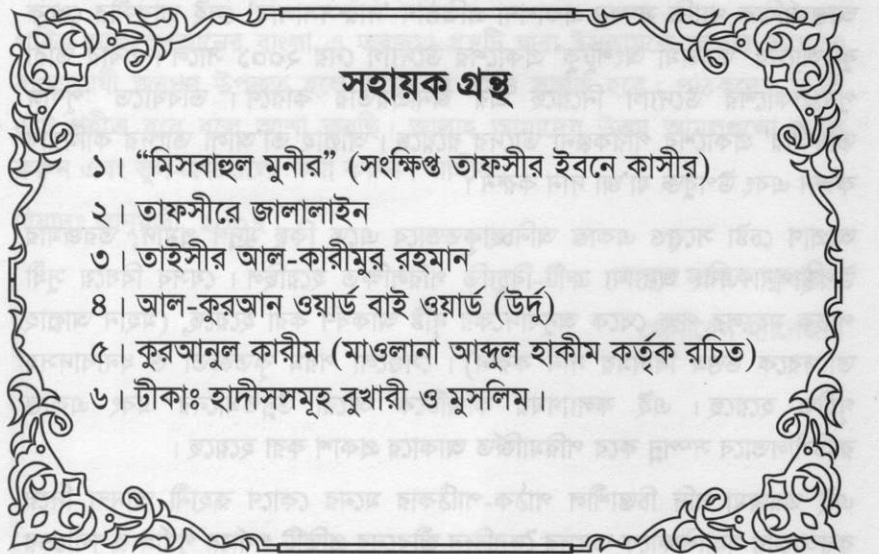 সহায়ক গ্রন্থ
১। “মিসবাহুল মুনীর” (সংক্ষিপ্ত তাফসীর ইবনে কাসীর)
২। তাফসীরে জালালাইন
৩। তাইসীর আল-কারীমুর রহমান
৪। আল-কুরআন ওয়ার্ড বাই ওয়ার্ড (উর্দু)
৫। কুরআনুল কারীম (মাওলানা আবদুল হাকীম কর্তৃক রচিত)
৬। টীকাঃ হাদীসসমূহ বুখারী ও মুসলিম